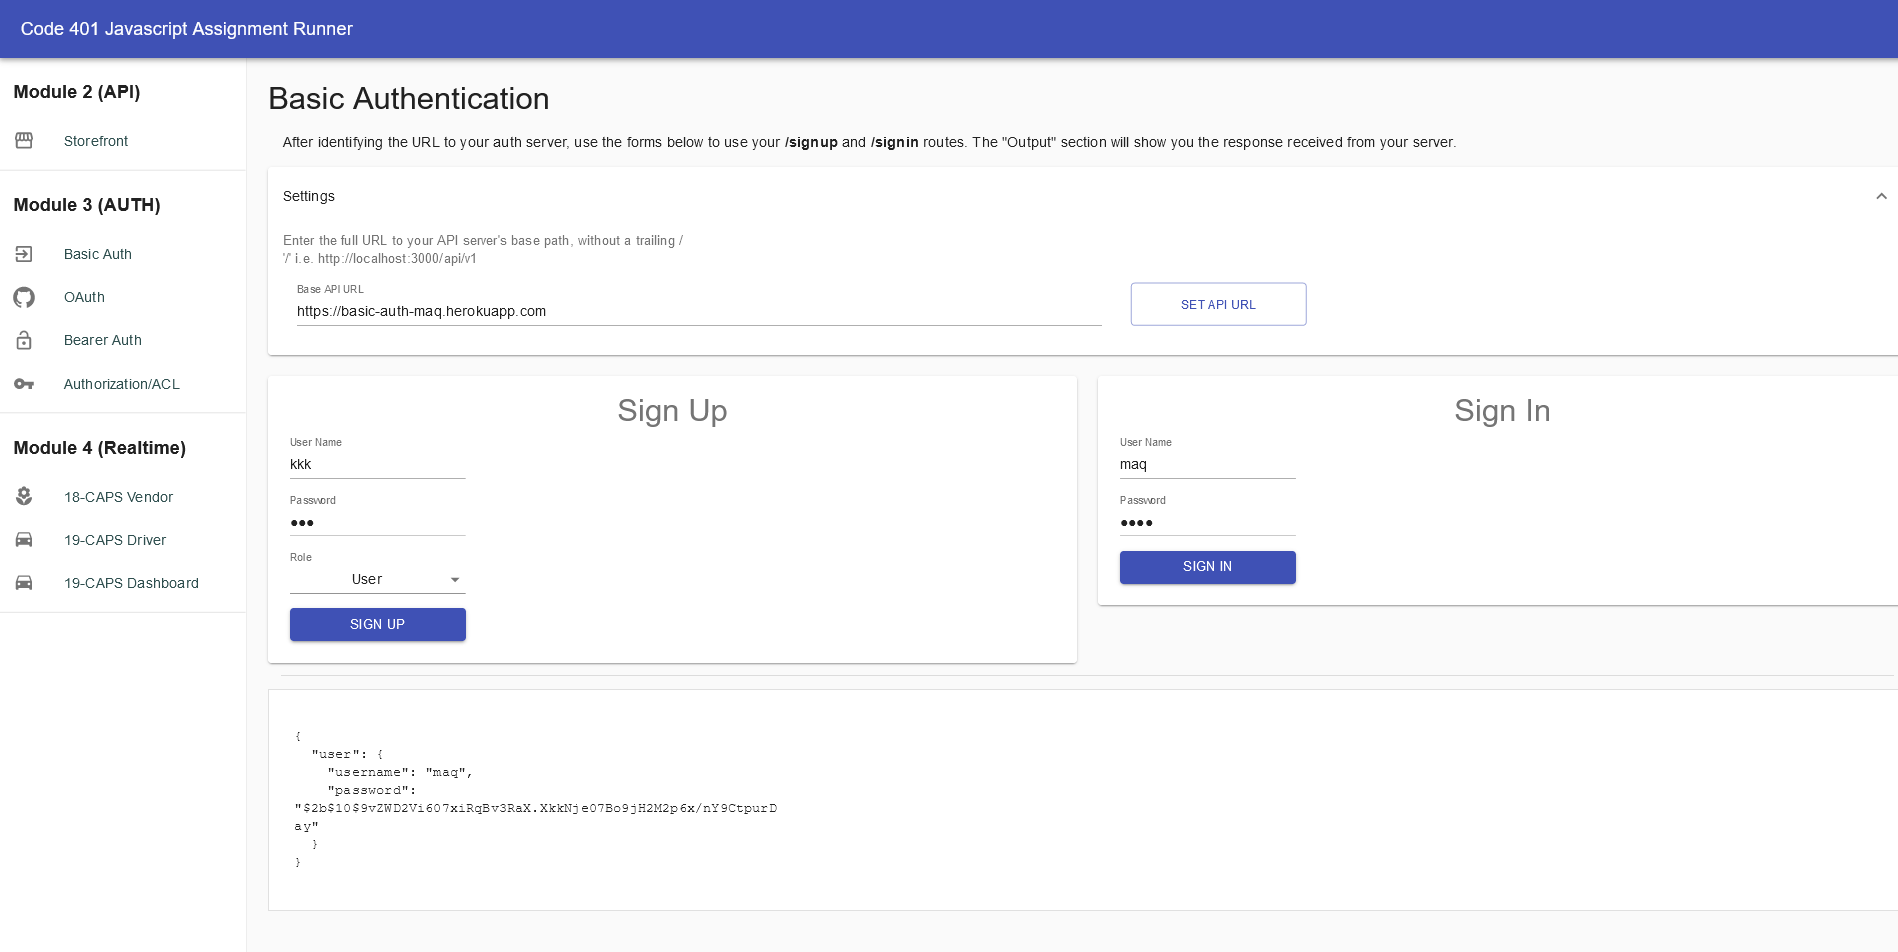 Code 401 Javascript Assignment Runner
Module 2 (API)
Storefront
Module 3 (AUTH)
Basic Auth
OAuth
Bearer Auth
Authorization/ACL
Module 4 (Realtime)
18-CAPS Vendor
19-CAPS Driver
19-CAPS Dashboard
Basic Authentication
After identifying the URL to your auth server, use the forms below to use your /signup and /signin routes. The "Output" section will show you the response received from your server.
Settings
Enter the full URL to your API server's base path, without a trailing /
'/' i.e. http://localhost:3000/api/v1
Base API URL
https://basic-auth-maq.herokuapp.com
SET API URL
Sign Up
User Name
kkk
Password
•••
Role
User
SIGN UP
Sign In
User Name
maq
Password
••••
SIGN IN
{
"user": {
"username": "maq",
"password":
"$2b$10$9vZWD2Vi607xiRqBv3RaX.XkkNje07Bo9jH2M2p6x/nY9CtpurD
ay"
}
}